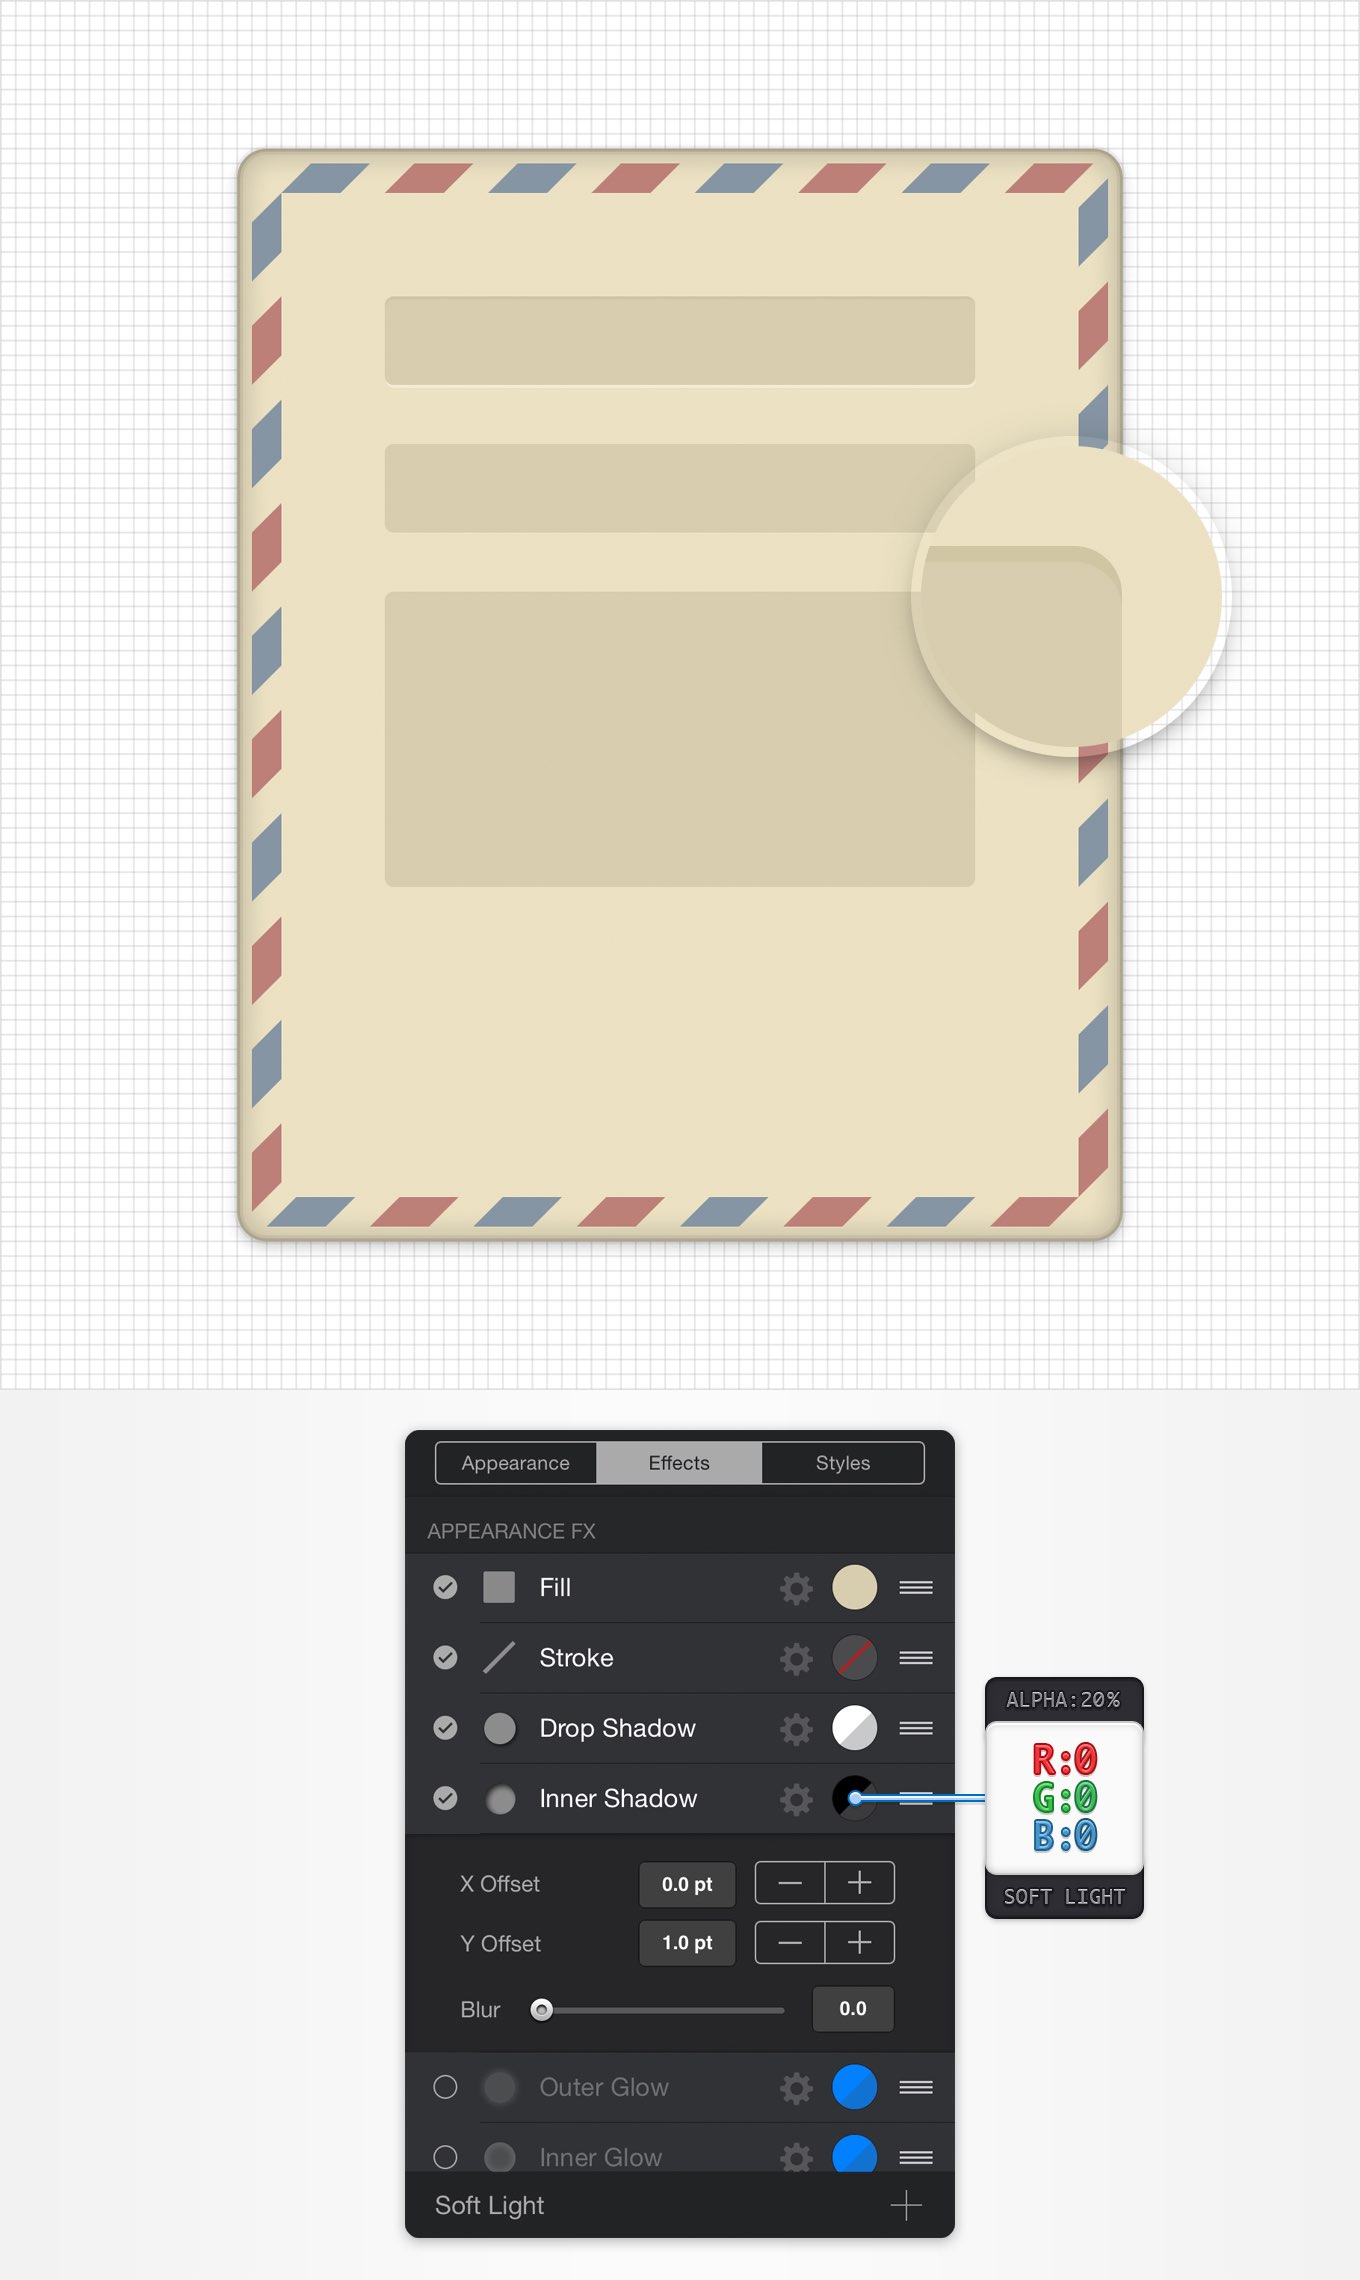 Appearance Effects Styles
APPEARANCE FX
Fill
Stroke
Drop Shadow
Inner Shadow
X Offset 0.0 pt
Y Offset 1.0 pt
Blur 0.0
Outer Glow
Inner Glow
Soft Light
ALPHA:20%
R:0
G:0
B:0
SOFT LIGHT